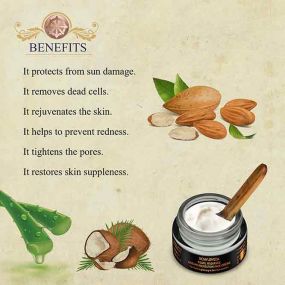 BENEFITS
It protects from sun damage.
It removes dead cells.
It rejuvenates the skin.
It helps to prevent redness.
It tightens the pores.
It restores skin suppleness.